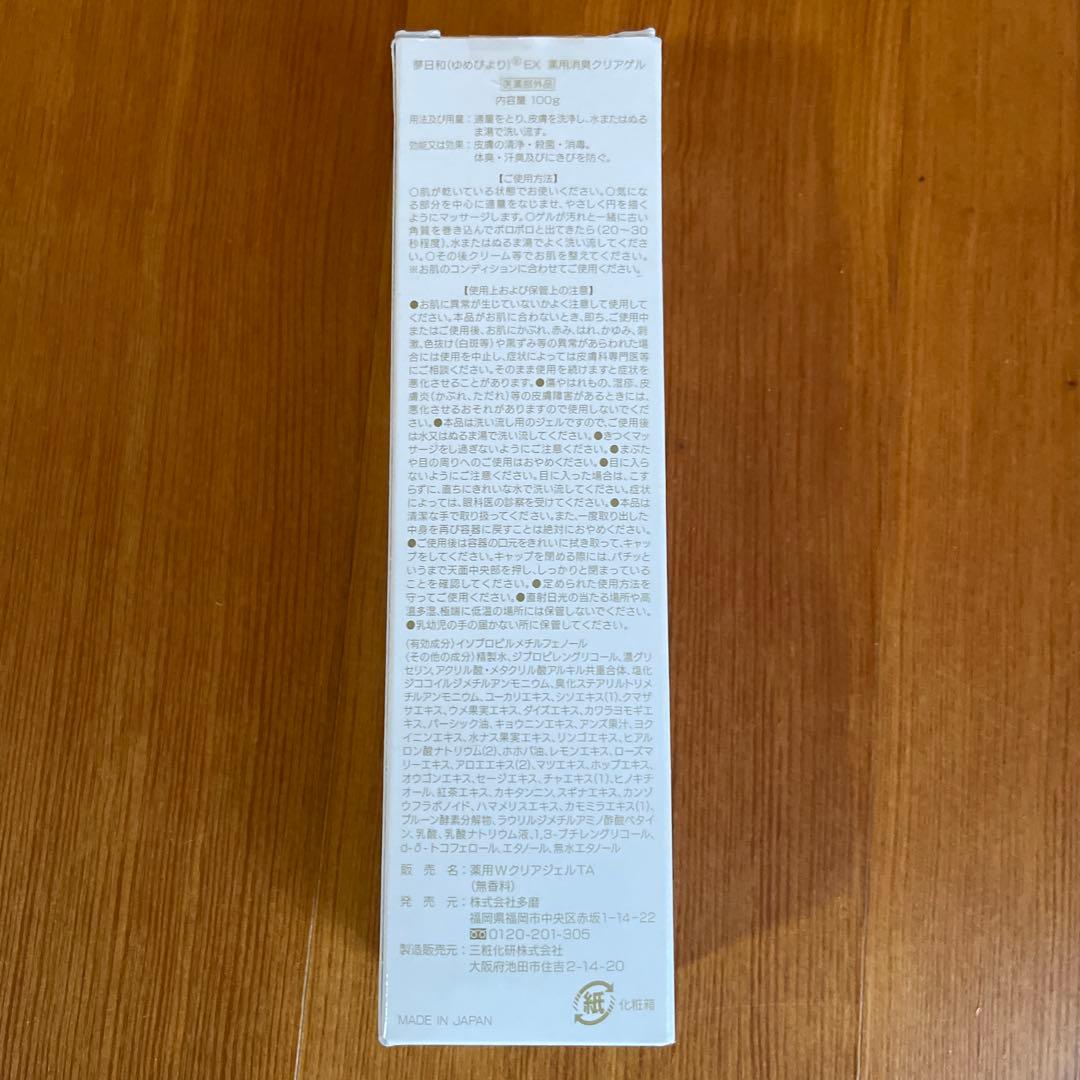 夢日和(ゆめびより)®EX 薬用消臭クリアゲル
医薬部外品
内容量 100g
用法及び用量：適量をとり、皮膚を洗浄し、水またはぬる
ま湯で洗い流す。
効能又は効果：皮膚の清浄・殺菌・消毒。
体臭・汗臭及びにきびを防ぐ。
【ご使用方法】
○肌が乾いている状態でお使いください。○気にな
る部分を中心に適量をなじませ、やさしく円を描く
ようにマッサージします。○ゲルが汚れと一緒に古い
角質を巻き込んでポロポロと出てきたら(20～30
秒程度)、水またはぬるま湯でよく洗い流してくださ
い。○その後クリーム等でお肌を整えてください。
※お肌のコンディションに合わせてご使用ください。
【使用上および保管上の注意】
●お肌に異常が生じていないかよく注意して使用して
ください。本品がお肌に合わないとき、即ち、ご使用中
またはご使用後、お肌にかぶれ、赤み、はれ、かゆみ、刺
激、色抜け(白斑等)や黒ずみ等の異常があらわれた場
合には使用を中止し、症状によっては皮膚科専門医等
にご相談ください。そのまま使用を続けますと症状を
悪化させることがあります。●傷やはれもの、湿疹、皮
膚炎(かぶれ、ただれ)等の皮膚障害があるときには、
悪化させるおそれがありますので使用しないでくだ
さい。●本品は洗い流し用のジェルですので、ご使用後
は水又はぬるま湯で洗い流してください。●きつくマッ
サージをし過ぎないようにご注意ください。●まぶた
や目の周りへのご使用はおやめください。●目に入ら
ないようにご注意ください。目に入った場合は、こす
らずに、直ちにきれいな水で洗い流してください。症状
によっては、眼科医の診察を受けてください。●本品は
清潔な手で取り扱ってください。また、一度取り出した
中身を再び容器に戻すことは絶対におやめください。
●ご使用後は容器の口元をきれいに拭き取って、キャッ
プをしてください。キャップを閉める際には、パチッと
いうまで天面中央部を押し、しっかりと閉まっている
ことを確認してください。●定められた使用方法を
守ってご使用ください。●直射日光の当たる場所や高
温多湿、極端に低温の場所には保管しないでください。
●乳幼児の手の届かない所に保管してください。
(有効成分)イソプロピルメチルフェノール
(その他の成分)精製水、ジプロピレングリコール、濃グリ
セリン、アクリル酸・メタクリル酸アルキル共重合体、塩化
ジココイルジメチルアンモニウム、臭化ステアリルトリメ
チルアンモニウム、ユーカリエキス、シソエキス(1)、クマザ
サエキス、ウメ果実エキス、ダイズエキス、カワラヨモギエ
キス、パーシック油、キョウニンエキス、アンズ果汁、ヨク
イニンエキス、水ナス果実エキス、リンゴエキス、ヒアル
ロン酸ナトリウム(2)、ホホバ油、レモンエキス、ローズマ
リーエキス、アロエエキス(2)、マツエキス、ホップエキス、
オウゴンエキス、セージエキス、チャエキス(1)、ヒノキチ
オール、紅茶エキス、カキタンニン、スギナエキス、カンゾ
ウフラボノイド、ハマメリスエキス、カモミラエキス(1)、
プルーン酵素分解物、ラウリルジメチルアミノ酢酸ベタイ
ン、乳酸、乳酸ナトリウム液、1,3-ブチレングリコール、
d-δ-トコフェロール、エタノール、無水エタノール
販売名：薬用WクリアジェルTA
(無香料)
発売元：株式会社多磨
福岡県福岡市中央区赤坂1-14-22
0120-201-305
製造販売元：三粧化研株式会社
大阪府池田市住吉2-14-20
紙 化粧箱
MADE IN JAPAN